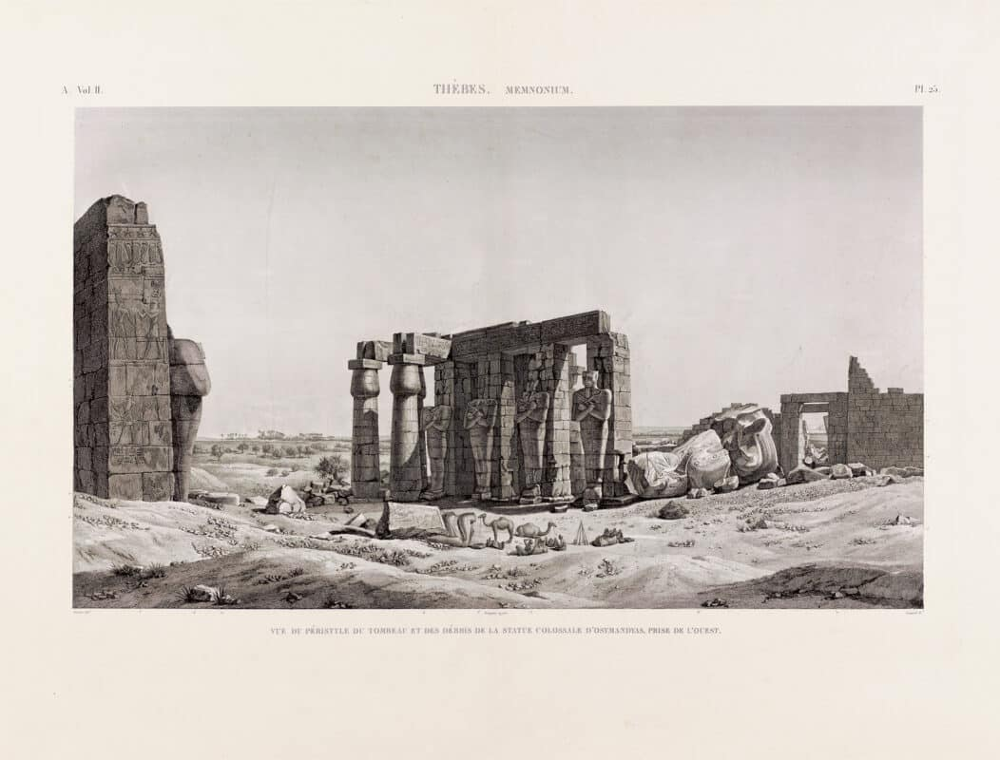 A. Vol. II.
THÈBES. MEMNONIUM.
Pl. 25.
VUE DU PÉRISTYLE DU TOMBEAU ET DES DÉBRIS DE LA STATUE COLOSSALE D'OSYMANDYAS, PRISE DE L'OUEST.